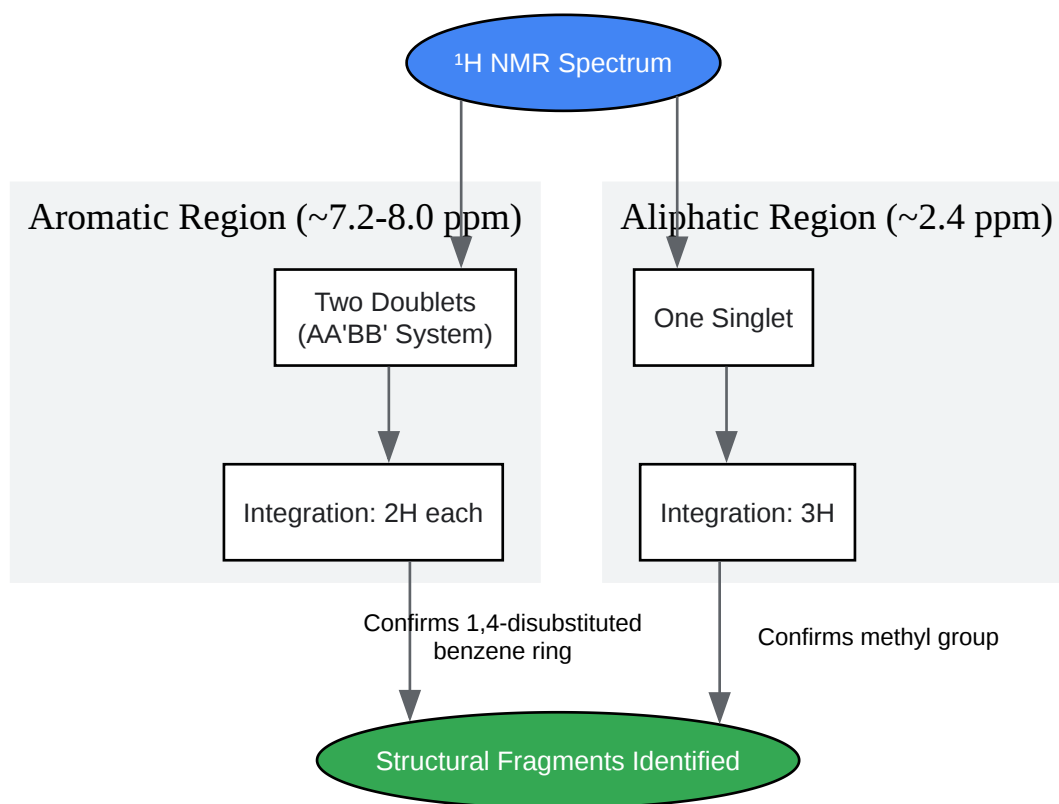 ¹H NMR Spectrum
Aromatic Region (~7.2-8.0 ppm)
Aliphatic Region (~2.4 ppm)
Two Doublets
(AA'BB' System)
One Singlet
Integration: 2H each
Integration: 3H
Confirms 1,4-disubstituted
benzene ring
Confirms methyl group
Structural Fragments Identified